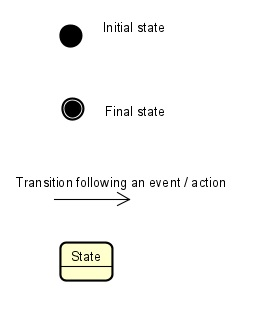 Initial state
Final state
Transition following an event / action
State